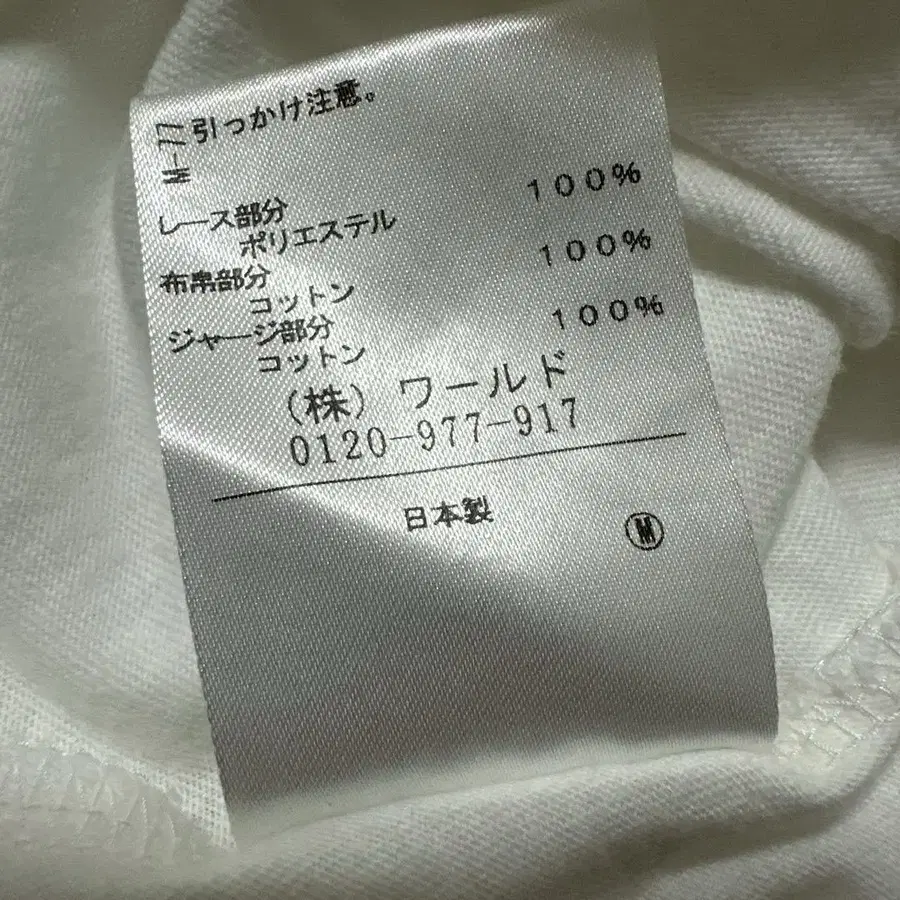 引っかけ注意。
レース部分
ポリエステル 100%
布帛部分
コットン 100%
ジャージ部分
コットン 100%
(株) ワールド
0120-977-917
日本製
Ⓜ